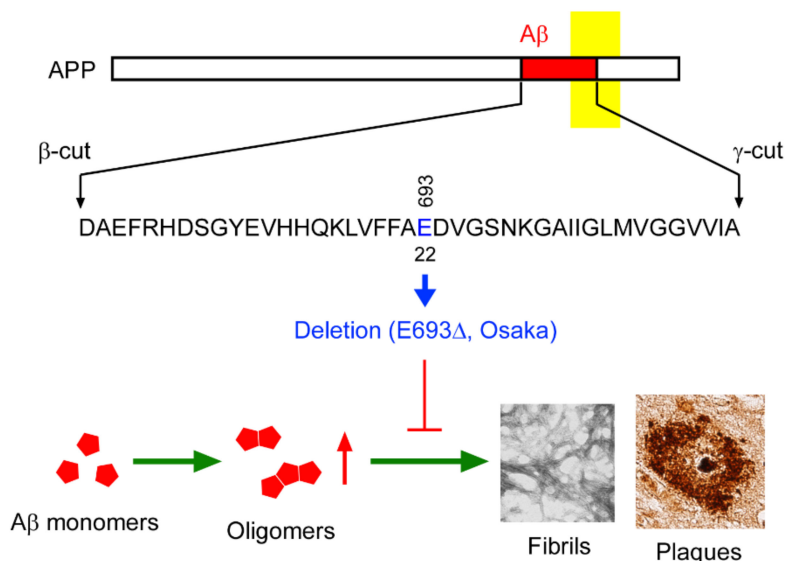 Aβ
APP
β-cut
γ-cut
693
DAEFRHDSGYEVHHQKLVFFAEDVGSNKGAIIGLMVGGVVIA
22
Deletion (E693Δ, Osaka)
Aβ monomers
Oligomers
Fibrils
Plaques